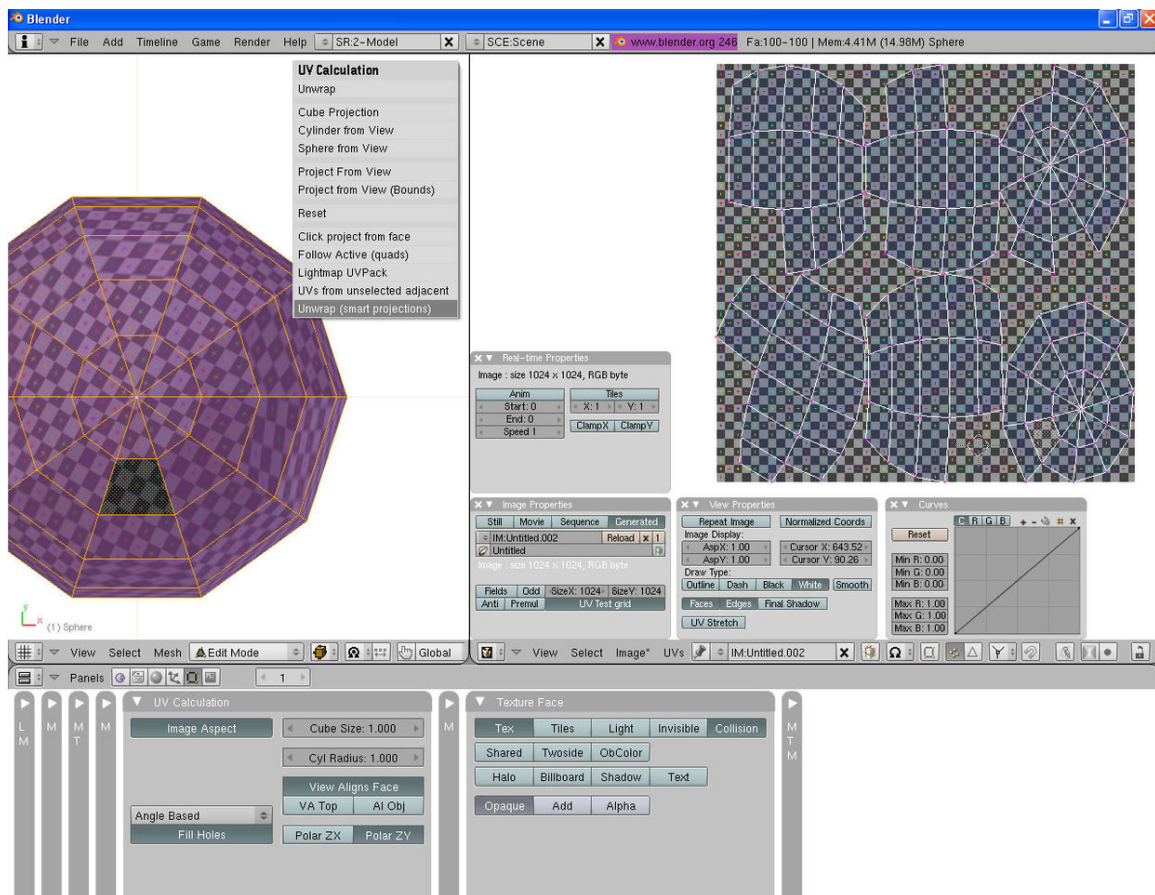 Blender
File Add Timeline Game Render Help SR:2-Model X SCE:Scene X www.blender.org 246 Fa:100-100 | Mem:4.41M (14.98M) Sphere
UV Calculation
Unwrap
Cube Projection
Cylinder from View
Sphere from View
Project From View
Project from View (Bounds)
Reset
Click project from face
Follow Active (quads)
Lightmap UVPack
UVs from unselected adjacent
Unwrap (smart projections)
y
x
(1) Sphere
Real-time Properties
Image : size 1024 x 1024, RGB byte
Anim Tiles
Start: 0 X: 1 Y: 1
End: 0 ClampX ClampY
Speed 1
Image Properties
Still Movie Sequence Generated
IM:Untitled.002 Reload x 1
Untitled
Image : size 1024 x 1024, RGB byte
Fields Odd SizeX: 1024 SizeY: 1024
Anti Premul UV Test grid
View Properties
Repeat Image Normalized Coords
Image Display:
AspX: 1.00 Cursor X: 643.52
AspY: 1.00 Cursor Y: 90.26
Draw Type:
Outline Dash Black White Smooth
Faces Edges Final Shadow
UV Stretch
Curves
C R G B
Reset
Min R: 0.00
Min G: 0.00
Min B: 0.00
Max R: 1.00
Max G: 1.00
Max B: 1.00
View Select Mesh Edit Mode Global
View Select Image* UVs IM:Untitled.002 X
Panels 1
L M
M
M T
M
UV Calculation
Image Aspect Cube Size: 1.000
Cyl Radius: 1.000
View Aligns Face
VA Top Al Obj
Angle Based
Fill Holes Polar ZX Polar ZY
M
Texture Face
Tex Tiles Light Invisible Collision
Shared Twoside ObColor
Halo Billboard Shadow Text
Opaque Add Alpha
M T M